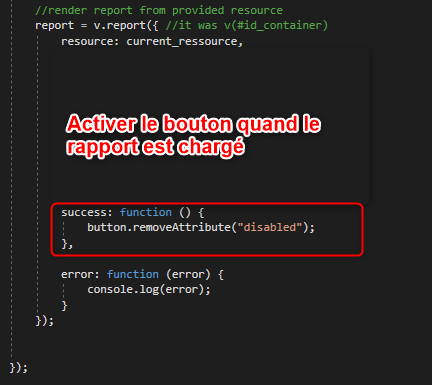 //render report from provided resource
report = v.report({ //it was v(#id_container)
resource: current_ressource,
Activer le bouton quand le
rapport est chargé
success: function () {
button.removeAttribute("disabled");
},
error: function (error) {
console.log(error);
}
});
});